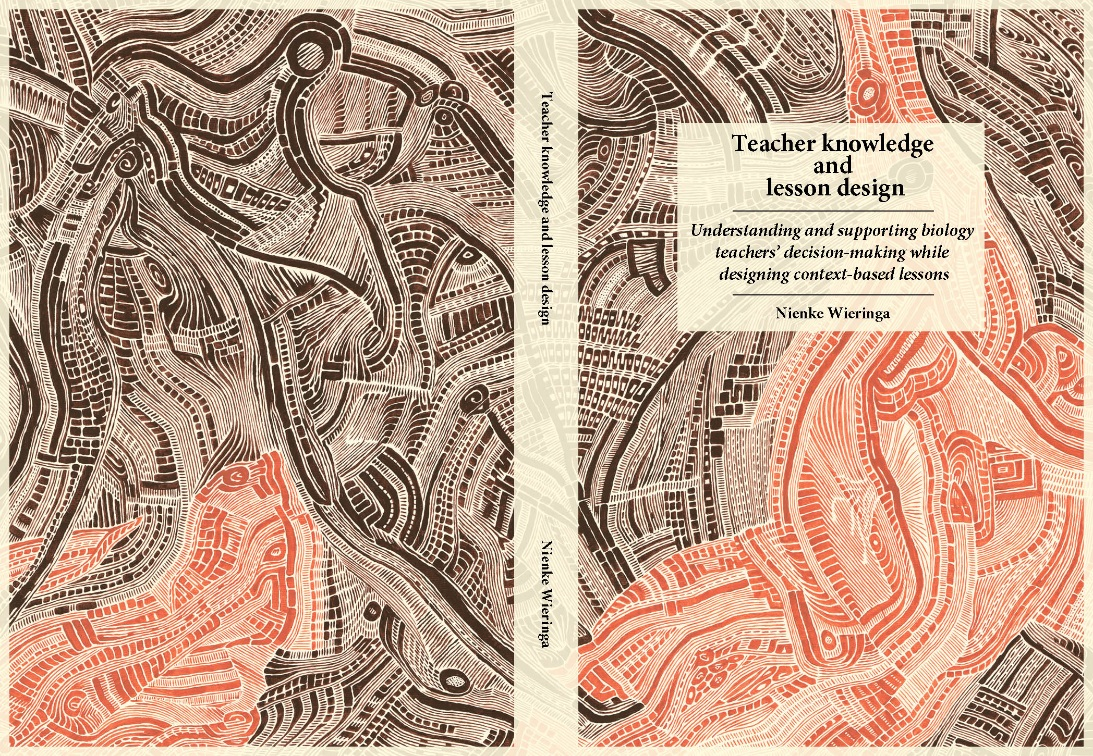 Teacher knowledge and lesson design
Nienke Wieringa
Teacher knowledge
and
lesson design
Understanding and supporting biology
teachers' decision-making while
designing context-based lessons
Nienke Wieringa